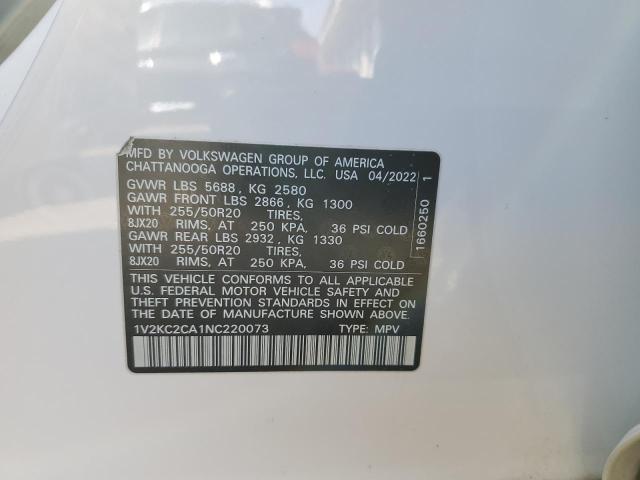 MFD BY VOLKSWAGEN GROUP OF AMERICA
CHATTANOOGA OPERATIONS, LLC. USA 04/2022
GVWR LBS 5688, KG 2580
GAWR FRONT LBS 2866, KG 1300
WITH 255/50R20 TIRES,
8JX20 RIMS, AT 250 KPA, 36 PSI COLD
GAWR REAR LBS 2932, KG 1330
WITH 255/50R20 TIRES,
8JX20 RIMS, AT 250 KPA, 36 PSI COLD
THIS VEHICLE CONFORMS TO ALL APPLICABLE
U.S. FEDERAL MOTOR VEHICLE SAFETY AND
THEFT PREVENTION STANDARDS IN EFFECT ON
THE DATE OF MANUFACTURE SHOWN ABOVE.
1V2KC2CA1NC220073 TYPE: MPV
1660250 1